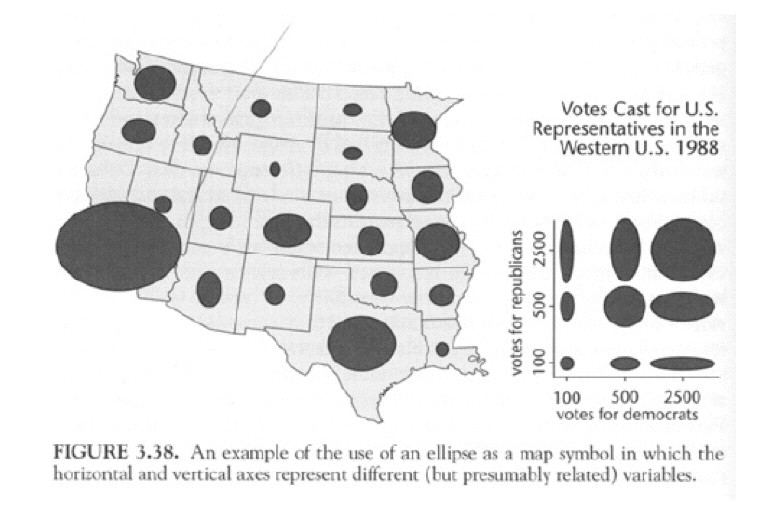 Votes Cast for U.S.
Representatives in the
Western U.S. 1988
votes for republicans
2500
500
100
100 500 2500
votes for democrats
FIGURE 3.38. An example of the use of an ellipse as a map symbol in which the
horizontal and vertical axes represent different (but presumably related) variables.